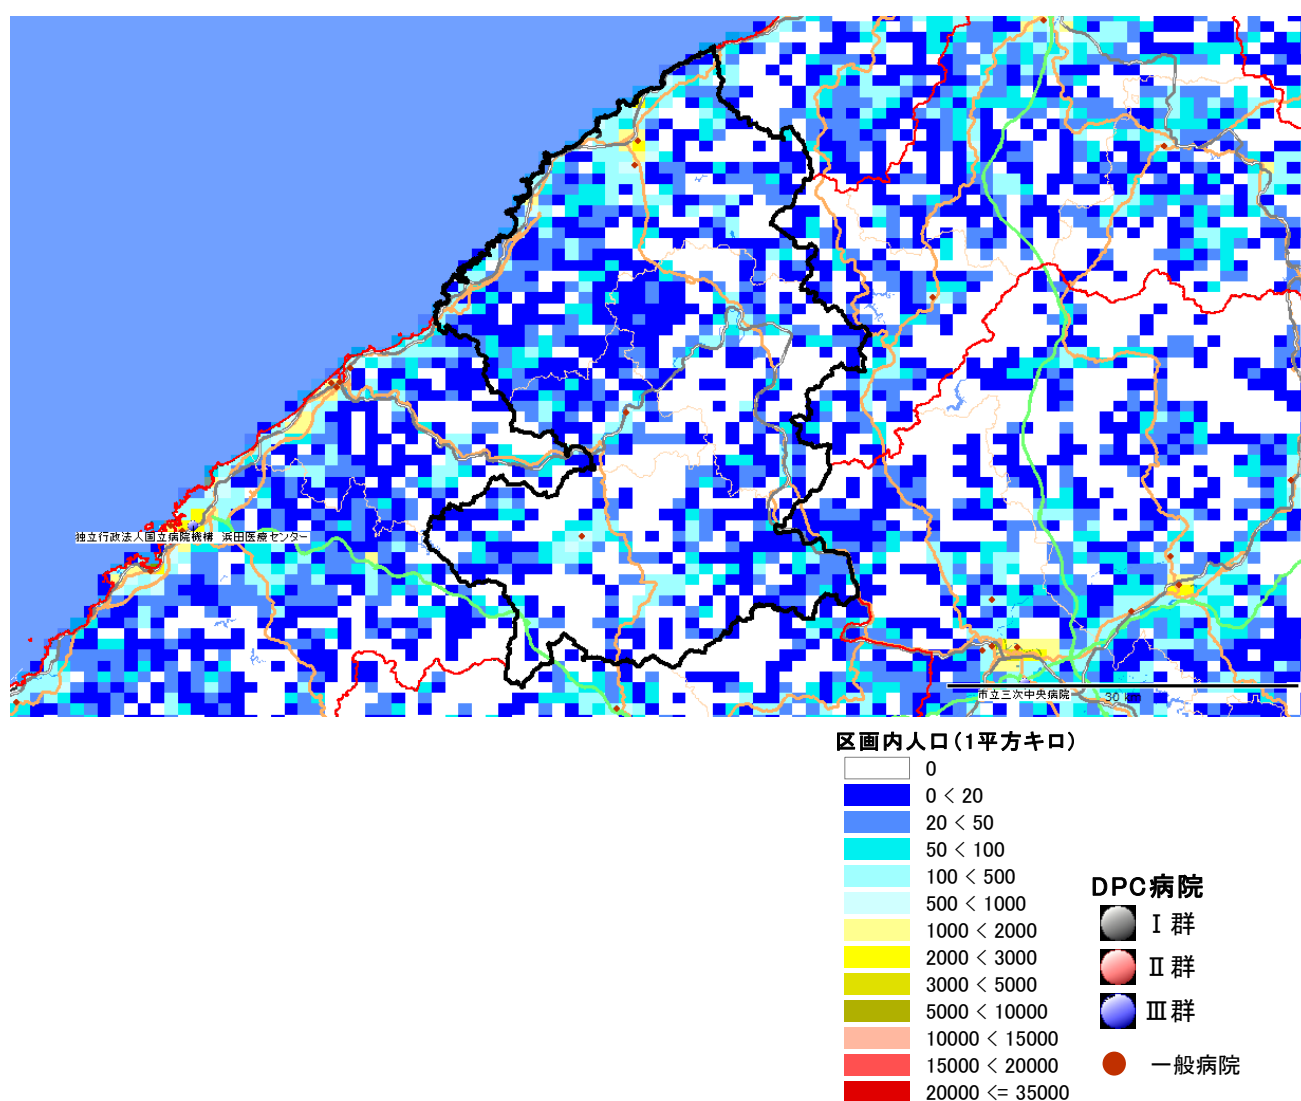 独立行政法人国立病院機構　浜田医療センター
市立三次中央病院
30 k
区画内人口(1平方キロ)
0
0 < 20
20 < 50
50 < 100
100 < 500
500 < 1000
1000 < 2000
2000 < 3000
3000 < 5000
5000 < 10000
10000 < 15000
15000 < 20000
20000 <= 35000
DPC病院
Ⅰ群
Ⅱ群
Ⅲ群
一般病院